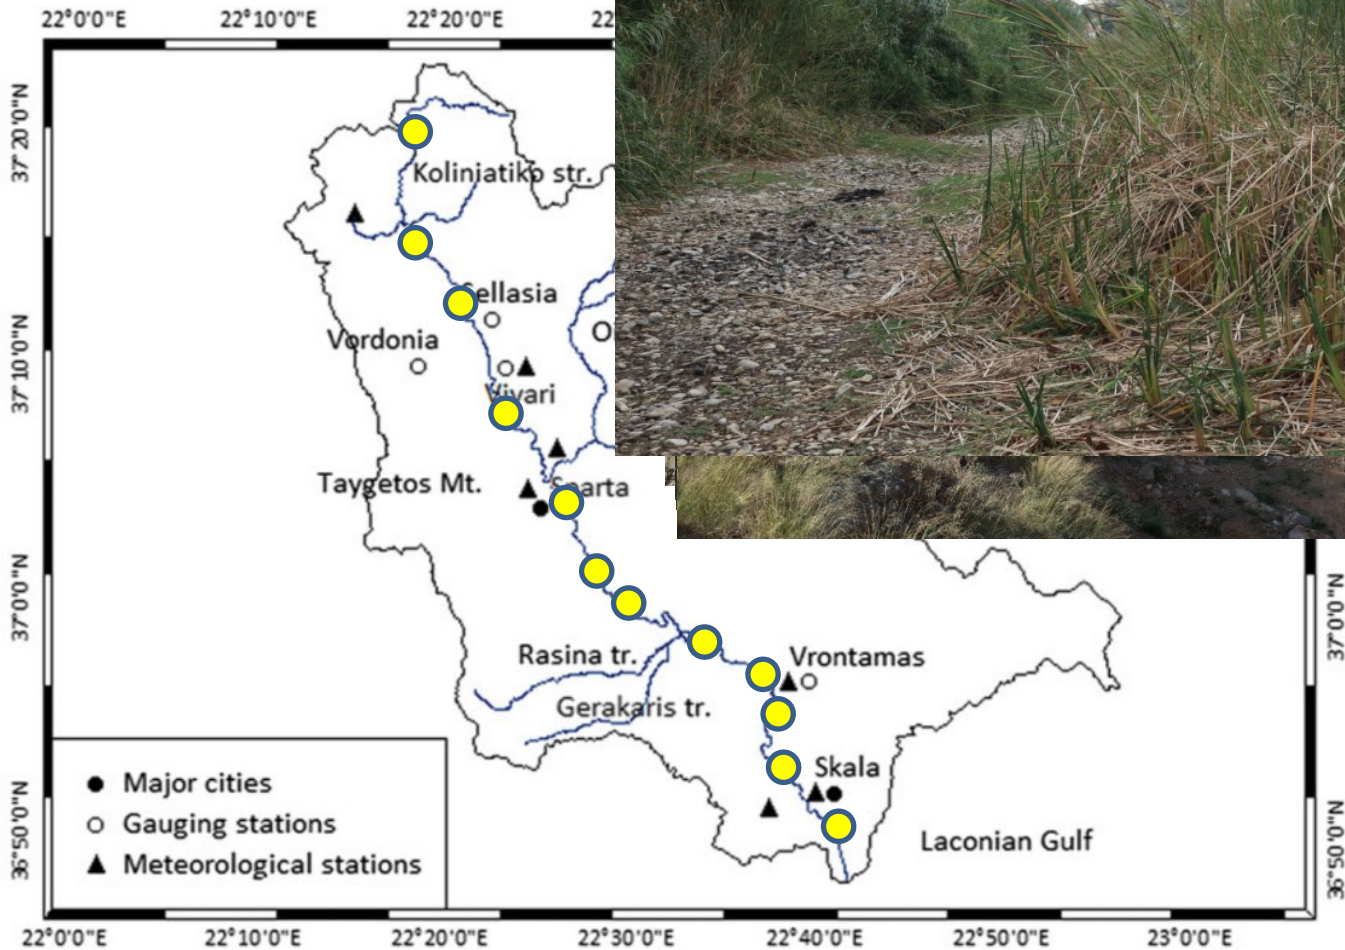 22°0'0"E 22°10'0"E 22°20'0"E 22
37°20'0"N
Koliniatiko str.
Sellasia
Vordonia
O
37°10'0"N
Vivari
Taygetos Mt.
Sparta
37°0'0"N
37°0'0"N
Rasina tr.
Vrontamas
Gerakaris tr.
Major cities
Skala
Gauging stations
Meteorological stations
Laconian Gulf
36°50'0"N
36°50'0"N
22°0'0"E 22°10'0"E 22°20'0"E 22°30'0"E 22°40'0"E 22°50'0"E 23°0'0"E